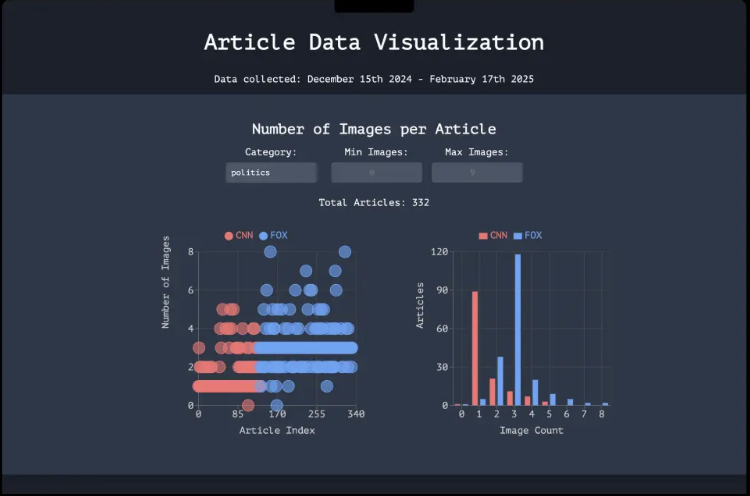 Article Data Visualization
Data collected: December 15th 2024 - February 17th 2025
Number of Images per Article
Category: Min Images: Max Images:
politics 0 9
Total Articles: 332
CNN FOX
Number of Images
8
6
4
2
0
0 85 170 255 340
Article Index
CNN FOX
Articles
120
90
60
30
0
0 1 2 3 4 5 6 7 8
Image Count